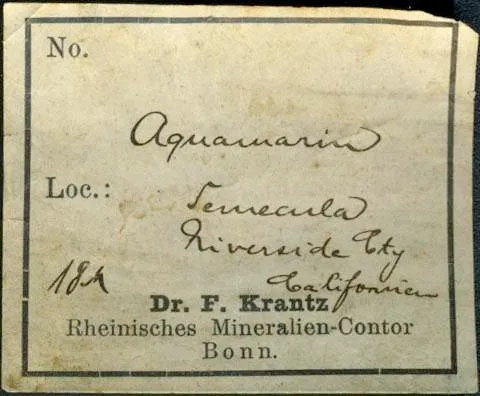 No.
Aquamarin
Loc.:
Temecula
Riverside Cty
Californien
Dr. F. Krantz
Rheinisches Mineralien-Contor
Bonn.